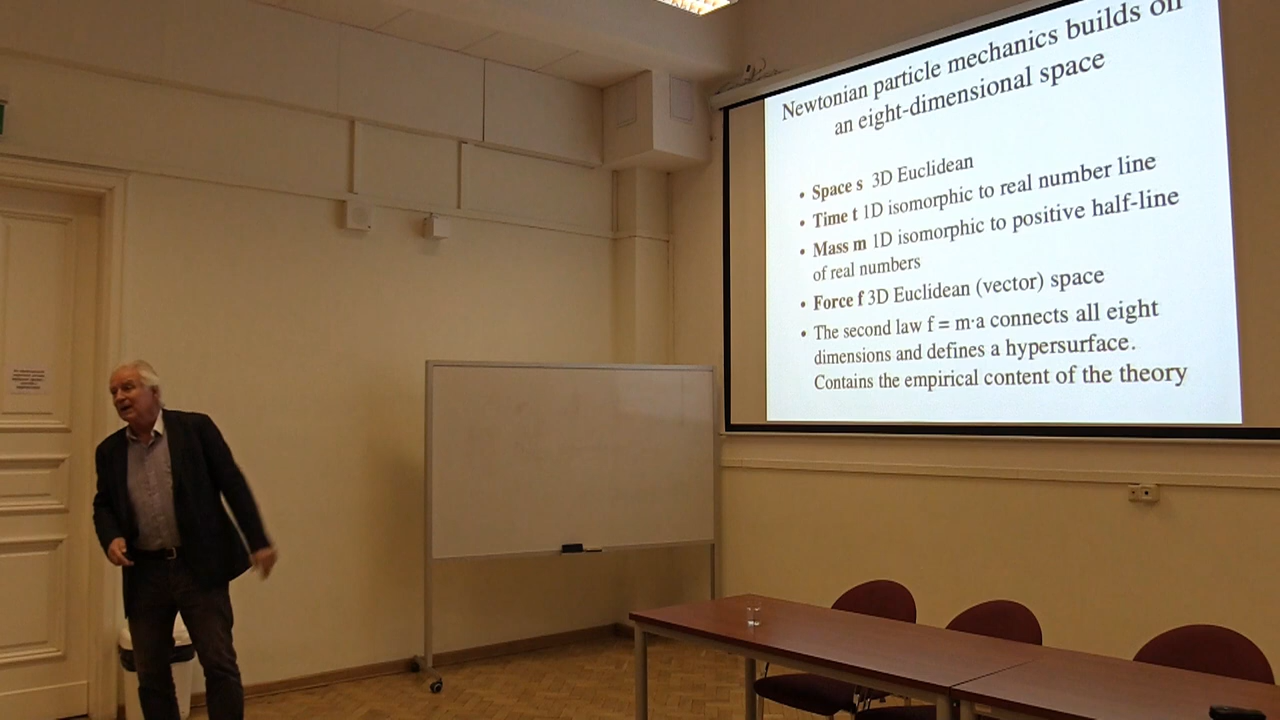 Newtonian particle mechanics builds on
an eight-dimensional space
• Space s 3D Euclidean
• Time t 1D isomorphic to real number line
• Mass m 1D isomorphic to positive half-line
of real numbers
• Force f 3D Euclidean (vector) space
• The second law f = m·a connects all eight
dimensions and defines a hypersurface.
Contains the empirical content of the theory